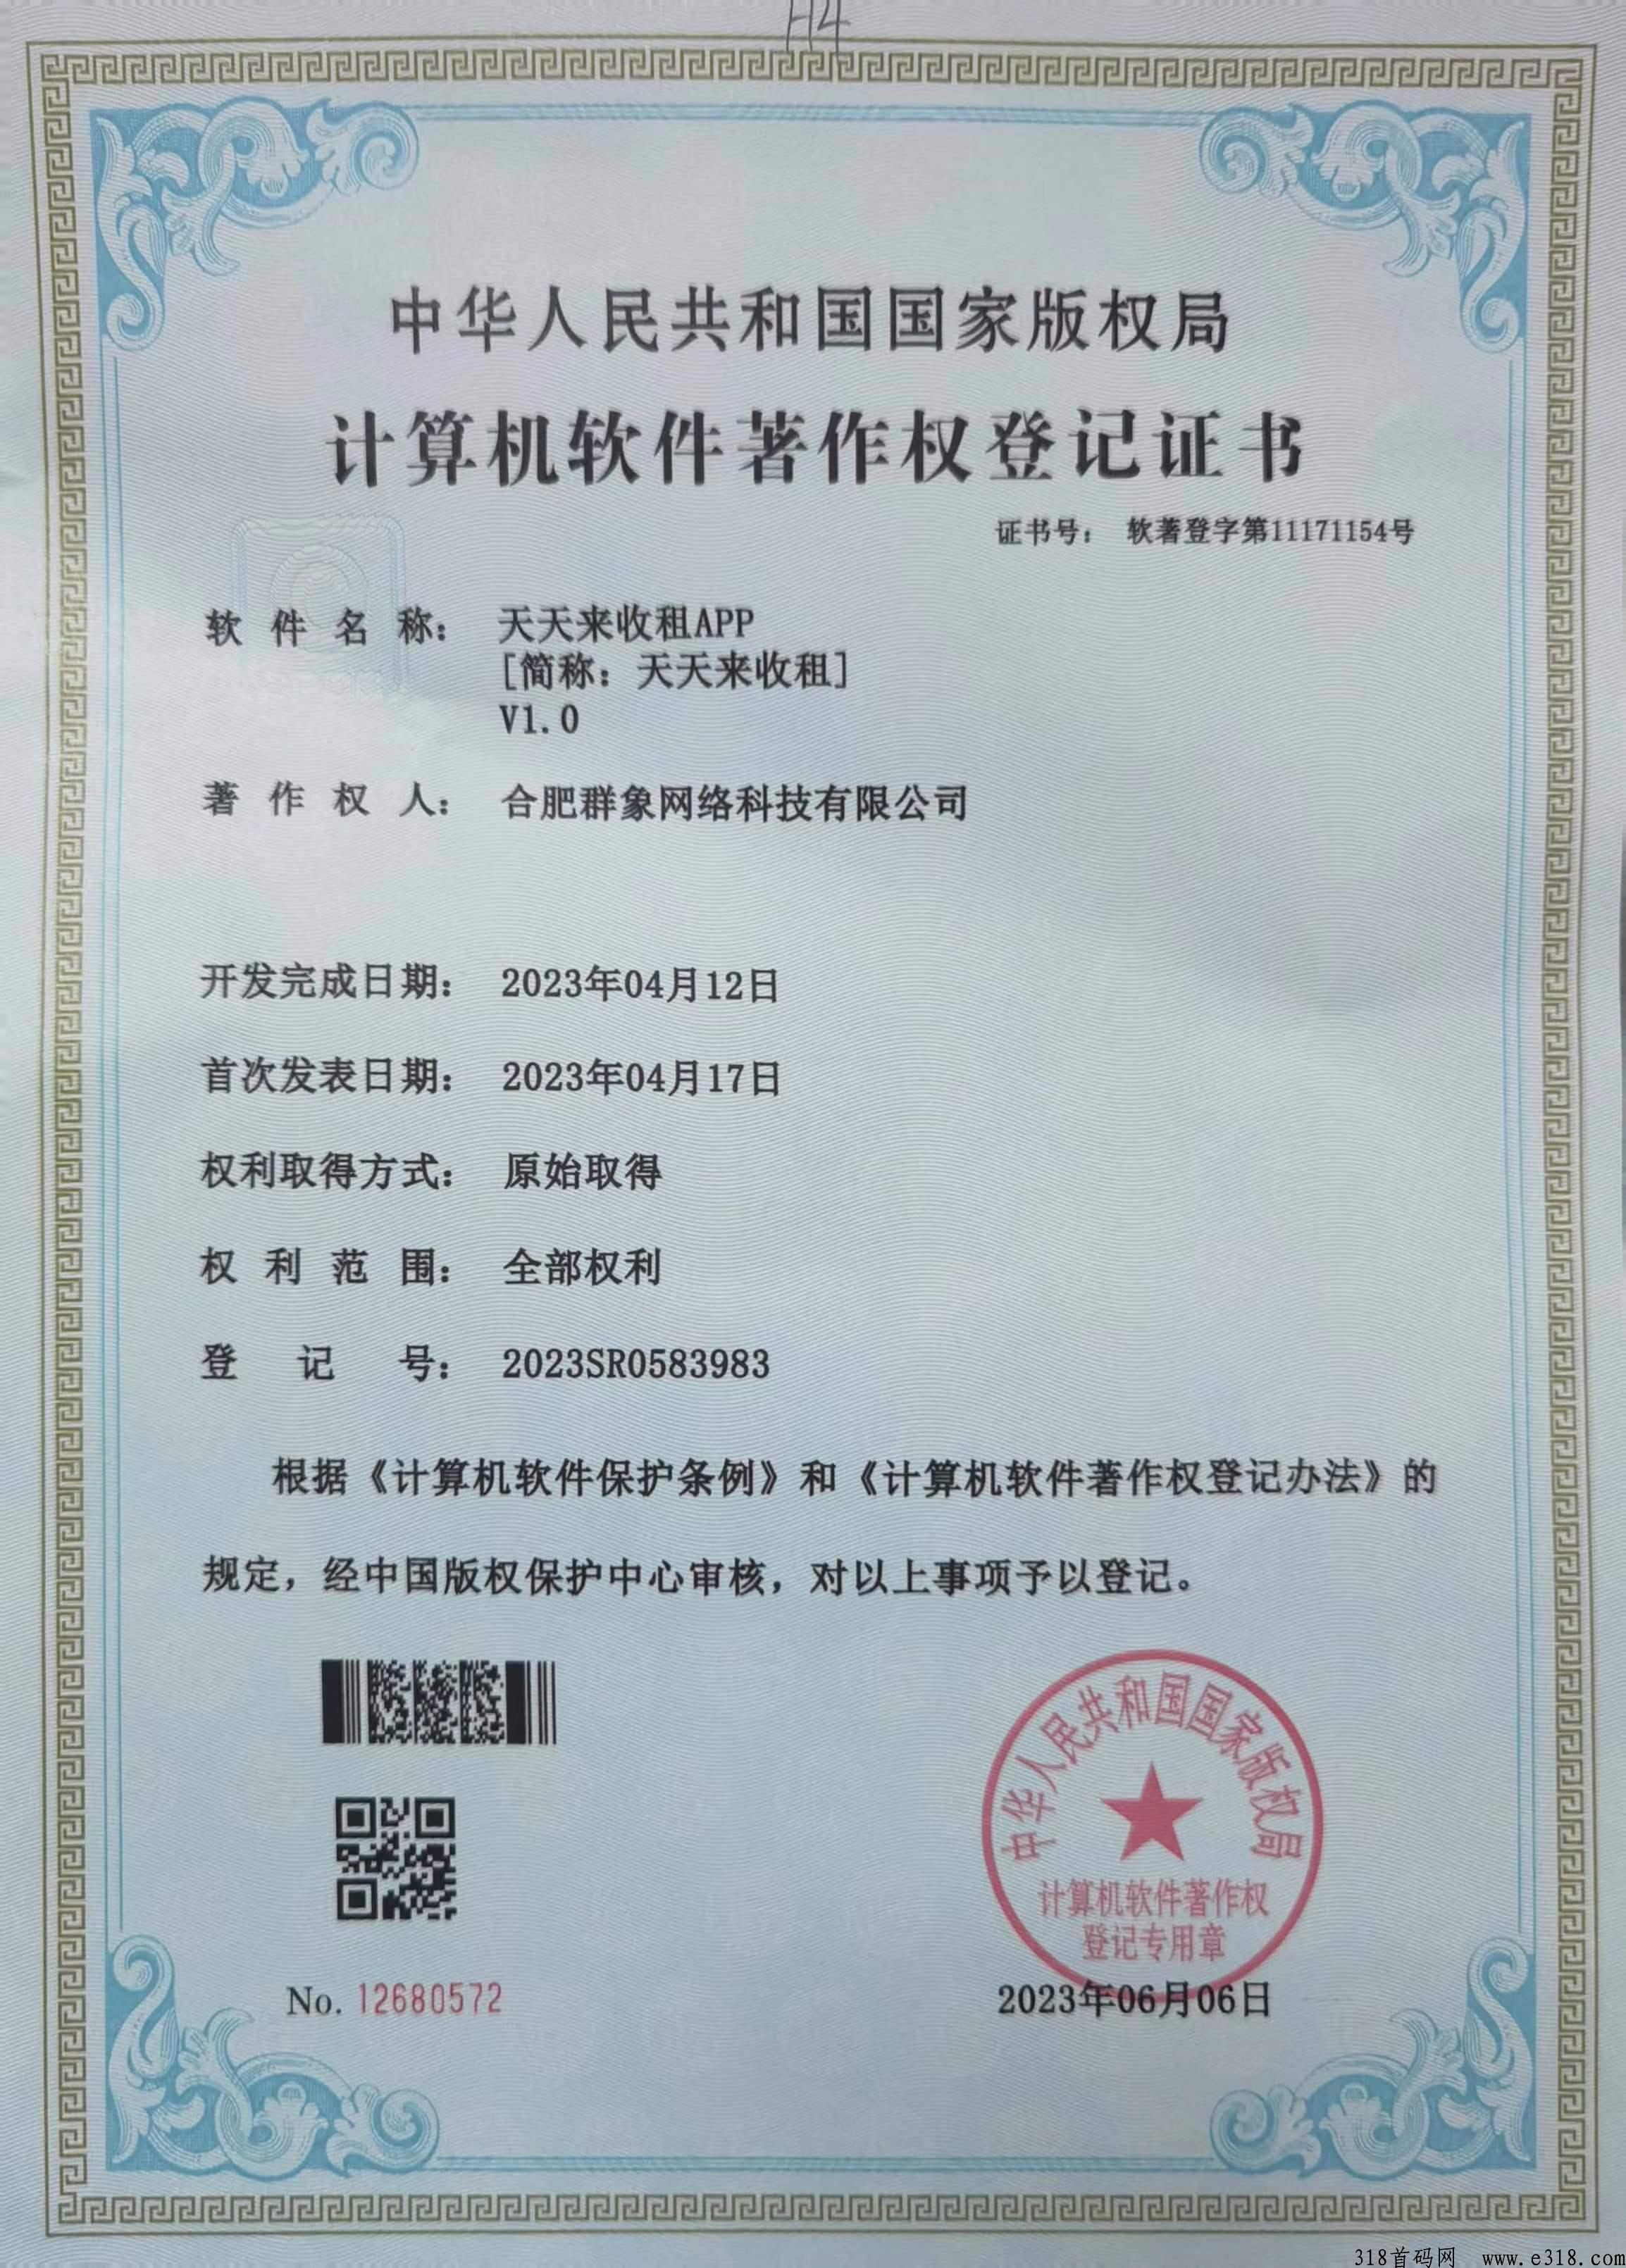 H4
中华人民共和国国家版权局
计算机软件著作权登记证书
证书号： 软著登字第11171154号
软件名称： 天天来收租APP
[简称：天天来收租]
V1.0
著作权人： 合肥群象网络科技有限公司
开发完成日期： 2023年04月12日
首次发表日期： 2023年04月17日
权利取得方式： 原始取得
权利范围： 全部权利
登记号： 2023SR0583983
根据《计算机软件保护条例》和《计算机软件著作权登记办法》的
规定，经中国版权保护中心审核，对以上事项予以登记。
中华人民共和国国家版权局
计算机软件著作权
登记专用章
No. 12680572
2023年06月06日
318首码网 www.e318.com